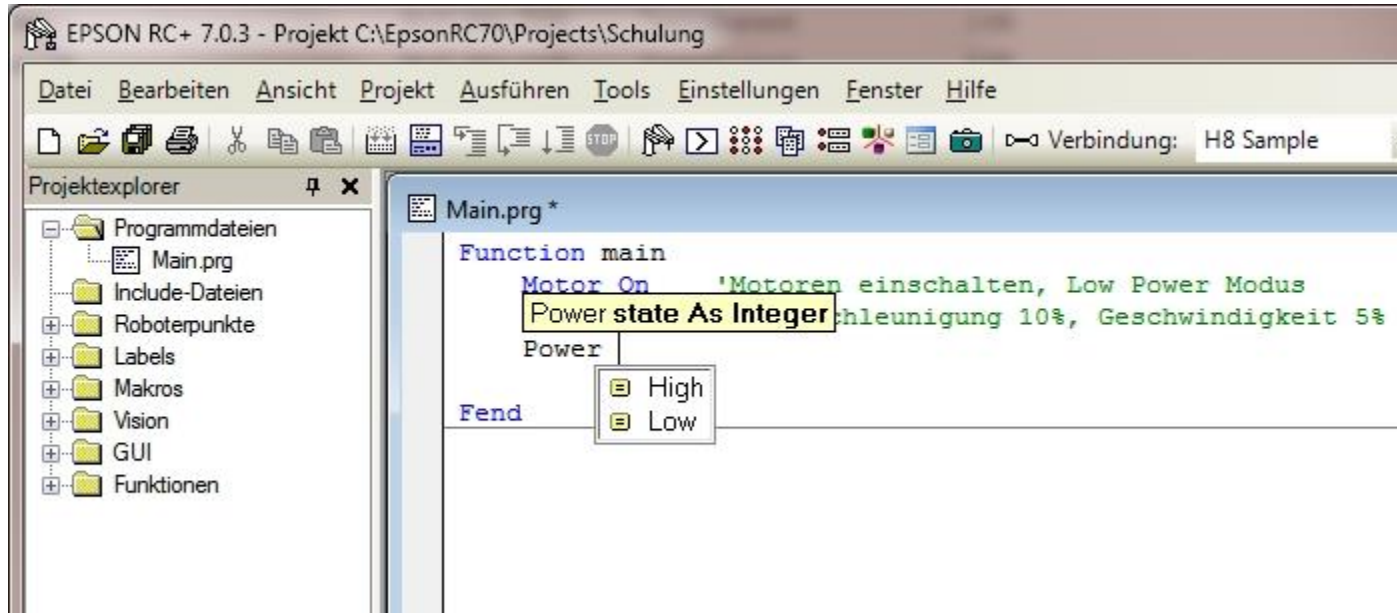 EPSON RC+ 7.0.3 - Projekt C:\EpsonRC70\Projects\Schulung
Datei Bearbeiten Ansicht Projekt Ausführen Tools Einstellungen Fenster Hilfe
STOP Verbindung: H8 Sample
Projektexplorer
Programmdateien
Main.prg
Include-Dateien
Roboterpunkte
Labels
Makros
Vision
GUI
Funktionen
Main.prg *
Function main
Motor On 'Motoren einschalten, Low Power Modus
Power state As Integer 10%, Geschwindigkeit 5%
Power
High
Low
Fend